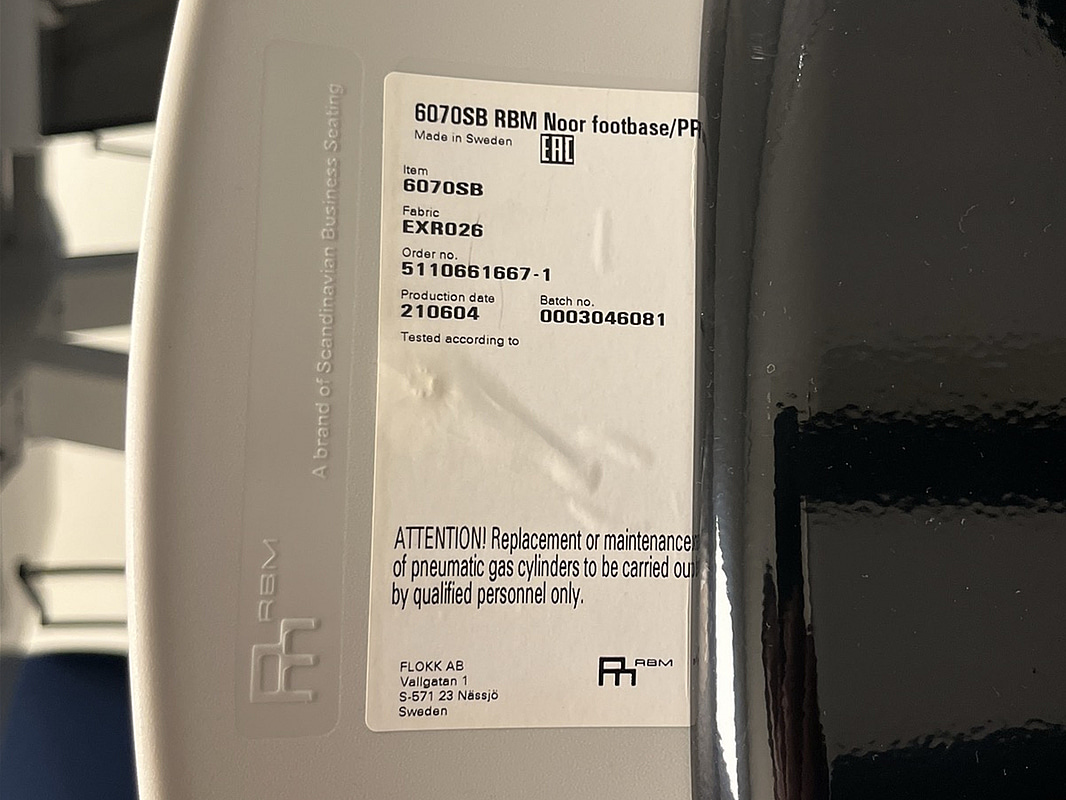 6070SB RBM Noor footbase/PP
Made in Sweden
EAC
Item
6070SB
Fabric
EXR026
Order no.
5110661667-1
Production date
210604
Batch no.
0003046081
Tested according to
ATTENTION! Replacement or maintenance
of pneumatic gas cylinders to be carried out
by qualified personnel only.
FLOKK AB
Vallgatan 1
S-571 23 Nässjö
Sweden
RBM
A brand of Scandinavian Business Seating
RBM